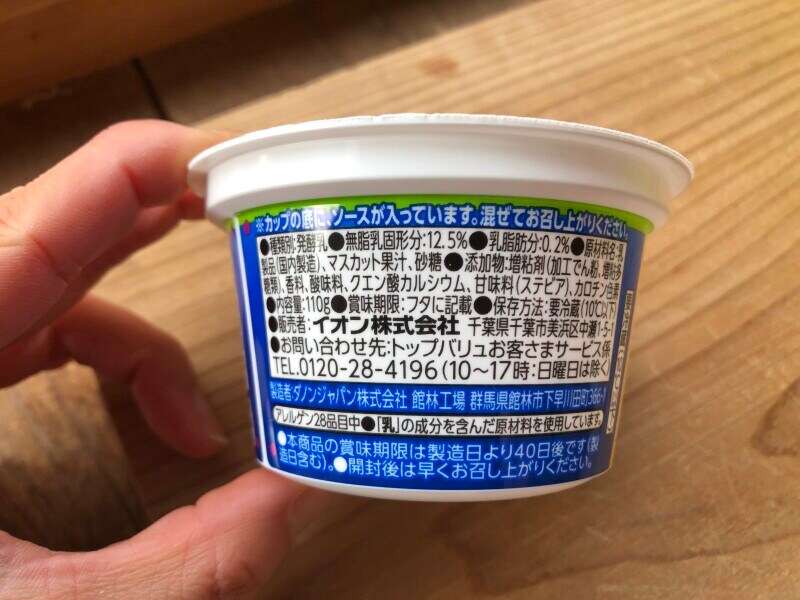 ※カップの底に、ソースが入っています。混ぜてお召し上がりください。
●種類別:発酵乳●無脂乳固形分:12.5%●乳脂肪分:0.2%●原材料名:乳
製品(国内製造)、マスカット果汁、砂糖●添加物:増粘剤(加工でん粉、増粘多
糖類)、香料、酸味料、クエン酸カルシウム、甘味料(ステビア)、カロチン色素
●内容量:110g●賞味期限:フタに記載●保存方法:要冷蔵(10℃以下)
●販売者:イオン株式会社 千葉県千葉市美浜区中瀬1-5-1
●お問い合わせ先:トップバリュお客さまサービス係
TEL.0120-28-4196(10〜17時:日曜日は除く)
製造者:ダノンジャパン株式会社 館林工場 群馬県館林市下早川田町366-1
アレルゲン28品目中●「乳」の成分を含んだ原材料を使用しています。
●本商品の賞味期限は製造日より40日後です(製
造日含む)。●開封後は早くお召し上がりください。